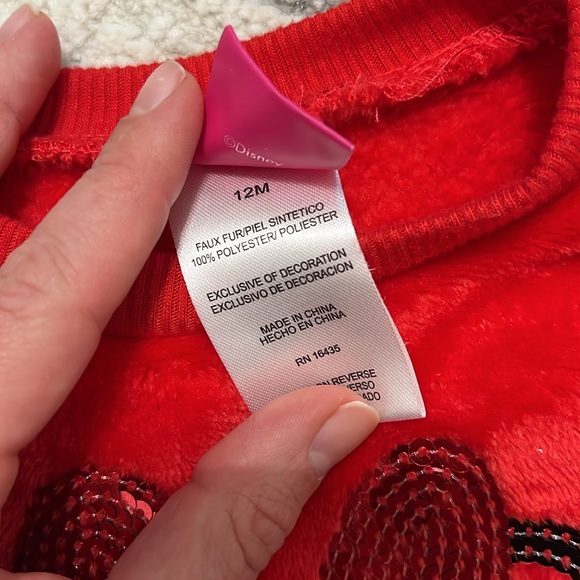 ©Disney
12M
FAUX FUR/PIEL SINTETICO
100% POLYESTER/ POLIESTER
EXCLUSIVE OF DECORATION
EXCLUSIVO DE DECORACION
MADE IN CHINA
HECHO EN CHINA
RN 16435
REVERSE